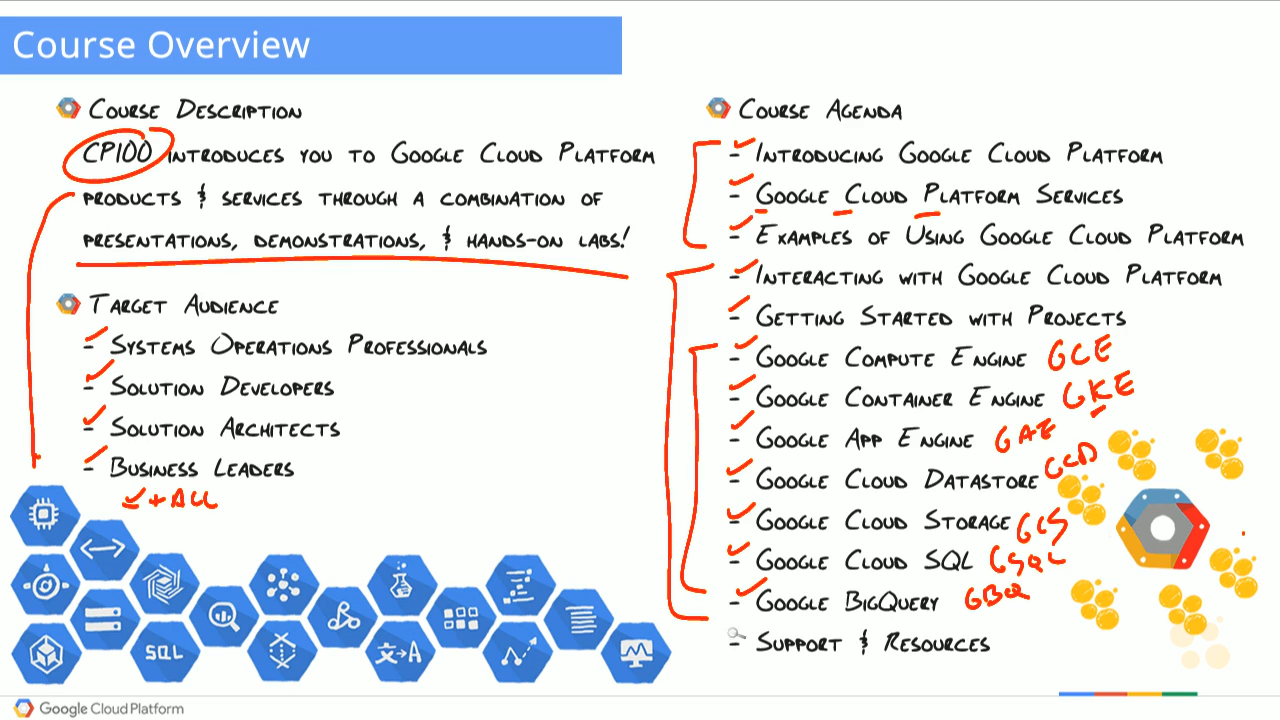 Course Overview
Course Description
CP100 introduces you to Google Cloud Platform
products & services through a combination of
presentations, demonstrations, & hands-on labs!
Target Audience
- Systems Operations Professionals
- Solution Developers
- Solution Architects
- Business Leaders
+ ALL
SQL
文→A
Course Agenda
- Introducing Google Cloud Platform
- Google Cloud Platform Services
- Examples of Using Google Cloud Platform
- Interacting with Google Cloud Platform
- Getting Started with Projects
- Google Compute Engine GCE
- Google Container Engine GKE
- Google App Engine GAE
- Google Cloud Datastore GCD
- Google Cloud Storage GCS
- Google Cloud SQL GSQL
- Google BigQuery GBQ
- Support & Resources
Google Cloud Platform